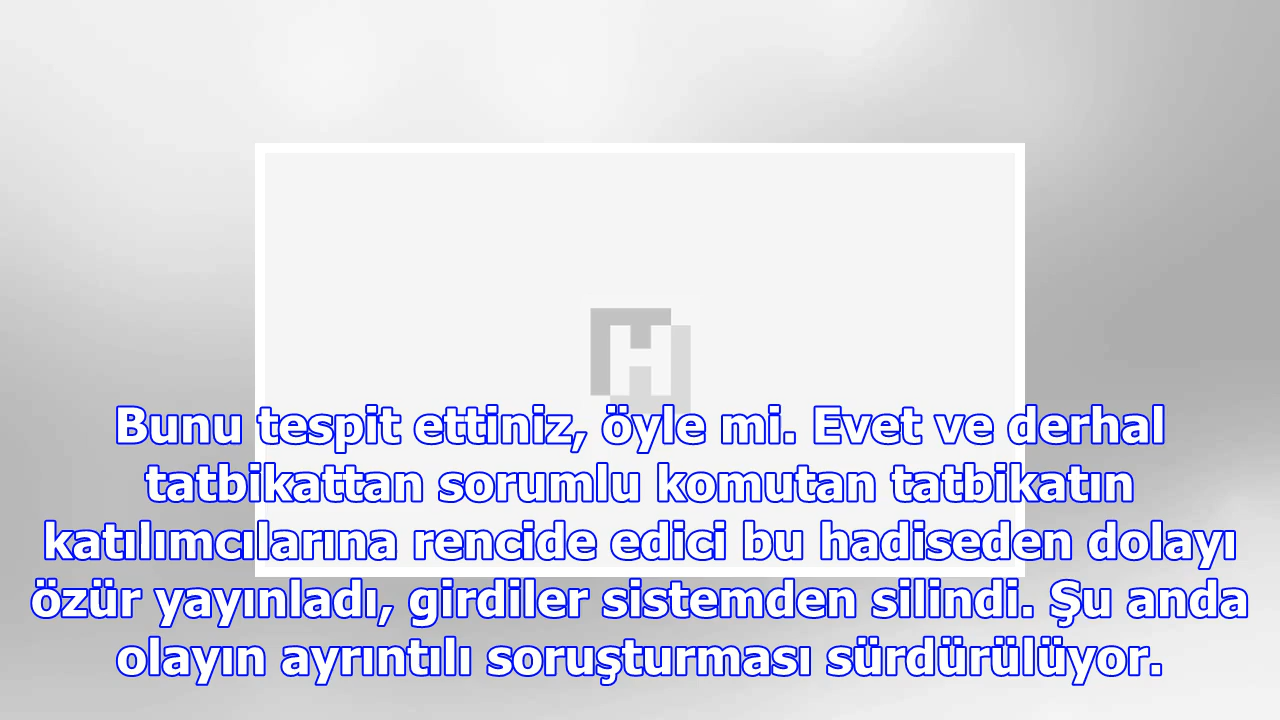 Bunu tespit ettiniz, öyle mi. Evet ve derhal
tatbikattan sorumlu komutan tatbikatın
katılımcılarına rencide edici bu hadiseden dolayı
özür yayınladı, girdiler sistemden silindi. Şu anda
olayın ayrıntılı soruşturması sürdürülüyor.